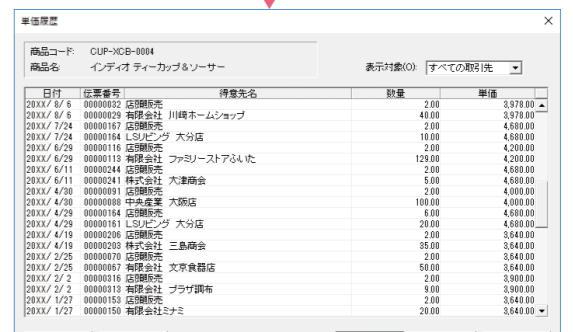 単価履歴
商品コード: CUP-XCB-0004
商品名: インディオ ティーカップ&ソーサー
表示対象(O): すべての取引先
日付 伝票番号 得意先名 数量 単価
20XX/ 8/ 6 00000032 店頭販売 2.00 3,978.00
20XX/ 8/ 6 00000029 有限会社 川崎ホームショップ 40.00 3,978.00
20XX/ 7/24 00000167 店頭販売 2.00 4,680.00
20XX/ 7/24 00000164 LSリビング 大分店 10.00 4,680.00
20XX/ 6/29 00000116 店頭販売 2.00 4,200.00
20XX/ 6/29 00000113 有限会社 ファミリーストアふいた 129.00 4,200.00
20XX/ 6/11 00000244 店頭販売 2.00 4,680.00
20XX/ 6/11 00000241 株式会社 大津商会 5.00 4,680.00
20XX/ 4/30 00000091 店頭販売 2.00 4,000.00
20XX/ 4/30 00000088 中央産業 大阪店 100.00 4,000.00
20XX/ 4/29 00000164 店頭販売 6.00 4,680.00
20XX/ 4/29 00000161 LSリビング 大分店 20.00 4,680.00
20XX/ 4/19 00000206 店頭販売 2.00 3,640.00
20XX/ 4/19 00000203 株式会社 三島商会 35.00 3,640.00
20XX/ 2/25 00000070 店頭販売 2.00 3,640.00
20XX/ 2/25 00000067 有限会社 文京食器店 50.00 3,640.00
20XX/ 2/ 2 00000316 店頭販売 2.00 3,900.00
20XX/ 2/ 2 00000313 有限会社 プラザ調布 9.00 3,900.00
20XX/ 1/27 00000153 店頭販売 2.00 3,640.00
20XX/ 1/27 00000150 有限会社ミナミ 20.00 3,640.00